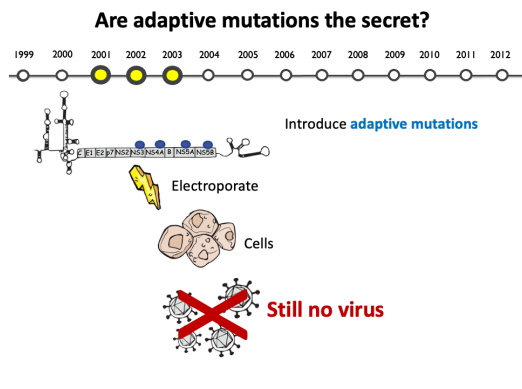 Are adaptive mutations the secret?
1999 2000 2001 2002 2003 2004 2005 2006 2007 2008 2009 2010 2011 2012
Introduce adaptive mutations
C E1 E2 p7 NS2 NS3 NS4A B NS5A NS5B
Electroporate
Cells
Still no virus